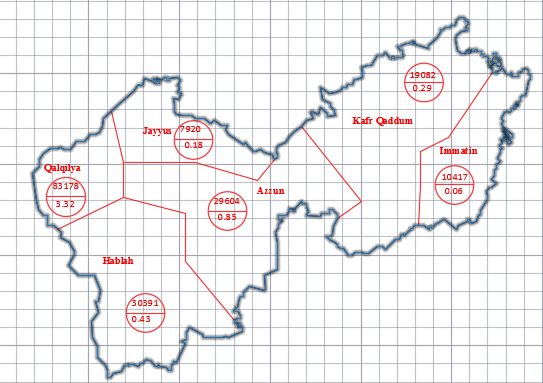 19082
0.29
Kafr Qaddum
Jayyus
7920
0.18
Immatin
10417
0.06
Qalqilya
83178
3.32
Azzun
29604
0.85
Hablah
30391
0.43